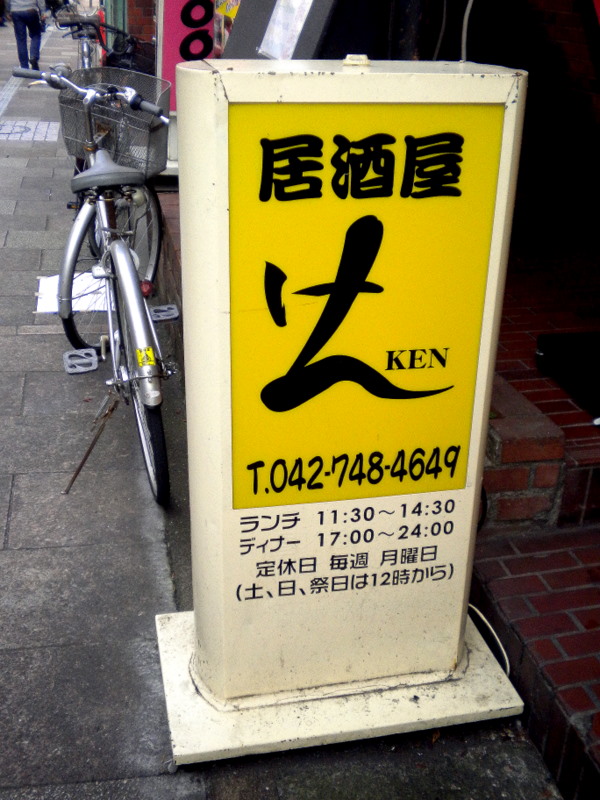 居酒屋
けん
KEN
T.042-748-4649
ランチ 11:30～14:30
ディナー 17:00～24:00
定休日 毎週 月曜日
(土、日、祭日は12時から)